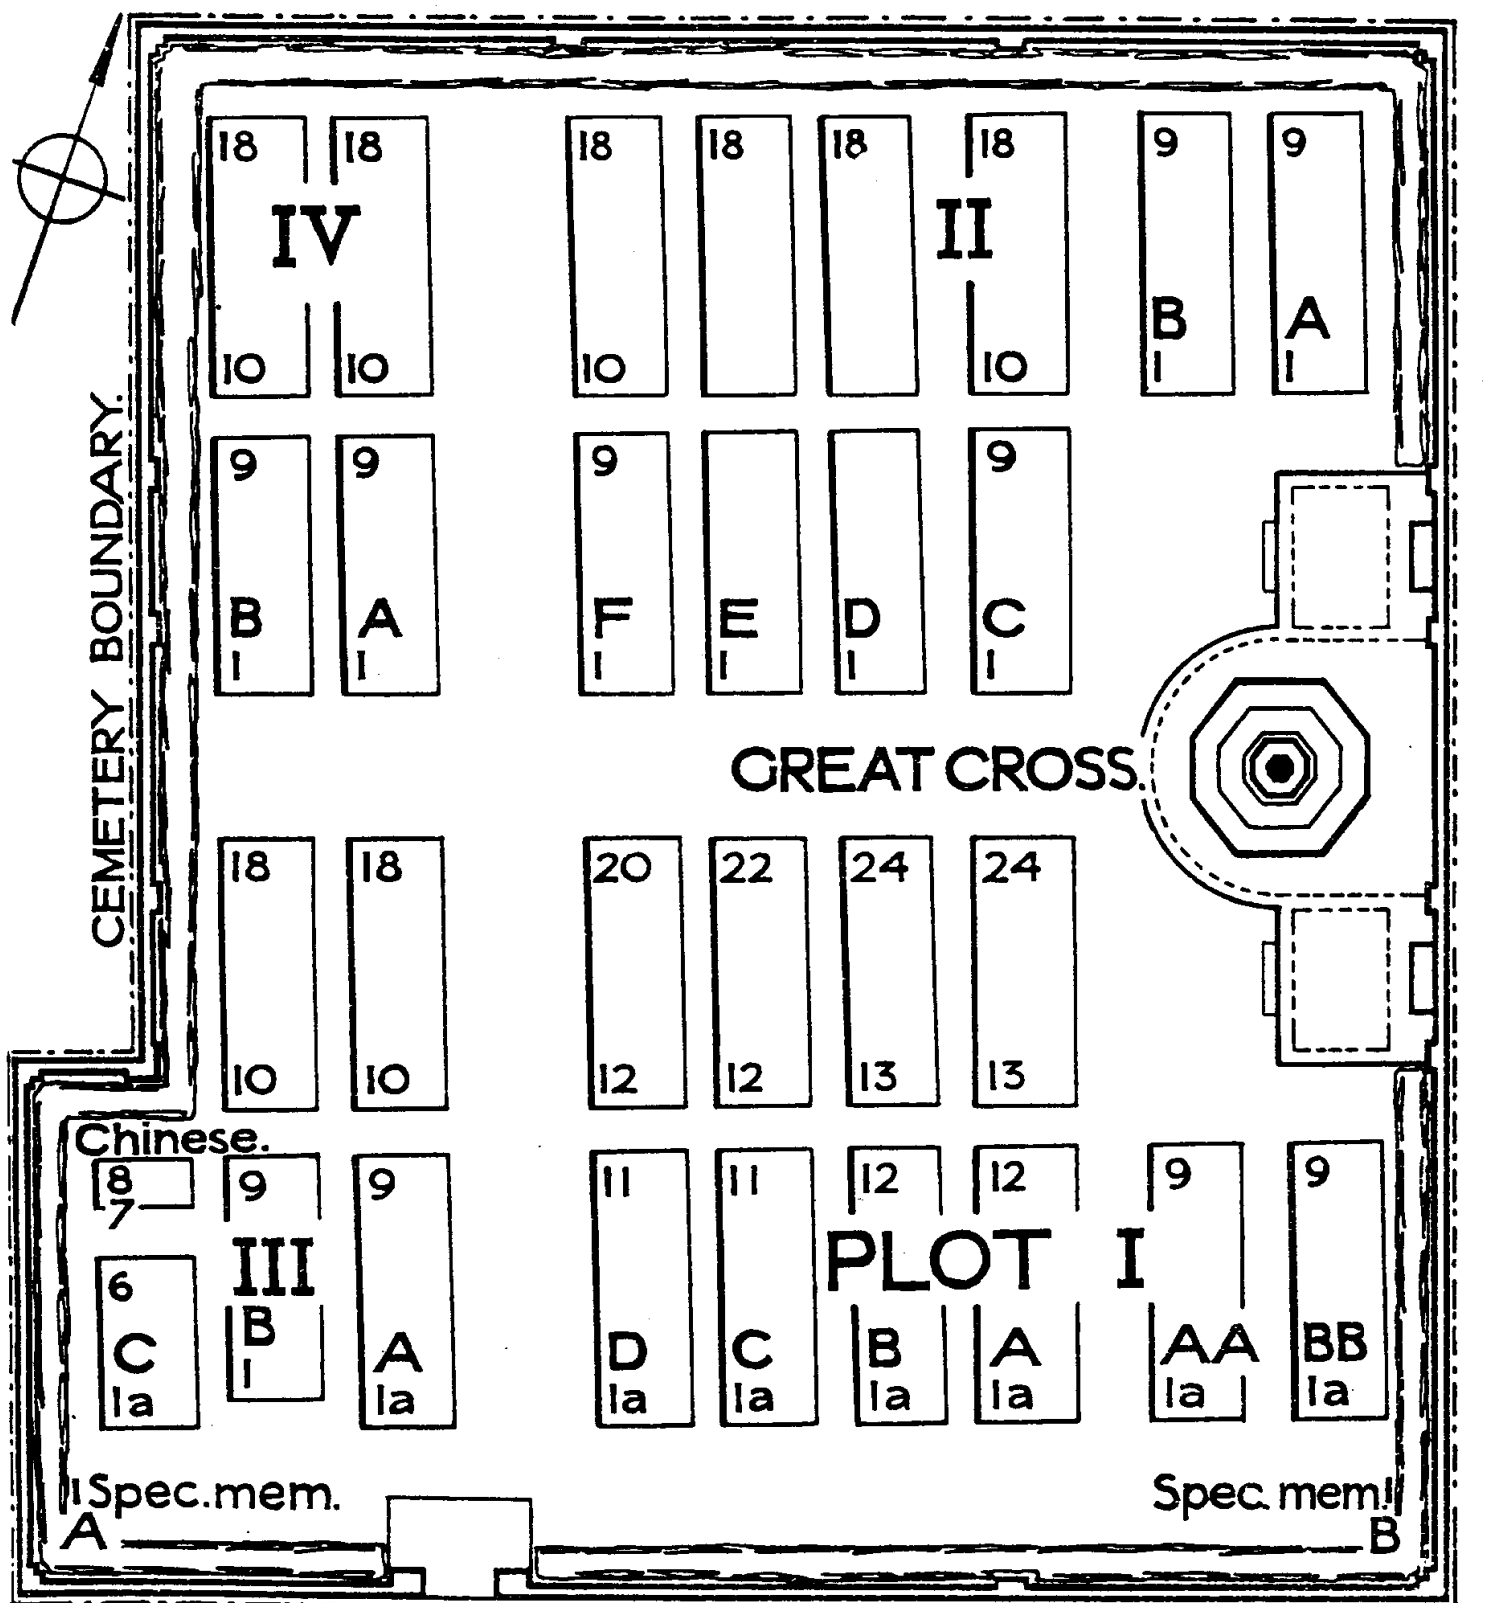 18 18 18 18 18 18 9 9
IV II
B A
10 10 10 10 1 1
9 9 9 9
B A F E D C
1 1 1 1 1 1
CEMETERY BOUNDARY.
GREAT CROSS.
18 18 20 22 24 24
10 10 12 12 13 13
Chinese.
8 9 9 11 11 12 12 9 9
7
III PLOT I
6 B
C 1 A D C B A AA BB
1a 1a 1a 1a 1a 1a 1a 1a
1 Spec. mem. Spec. mem. 1
A B